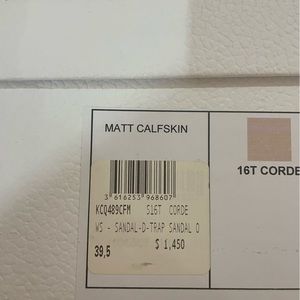 MATT CALFSKIN
16T CORDE
3 616253 968607
KCQ489CFM S16T CORDE
WS - SANDAL-D-TRAP SANDAL O
39,5 $ 1,450